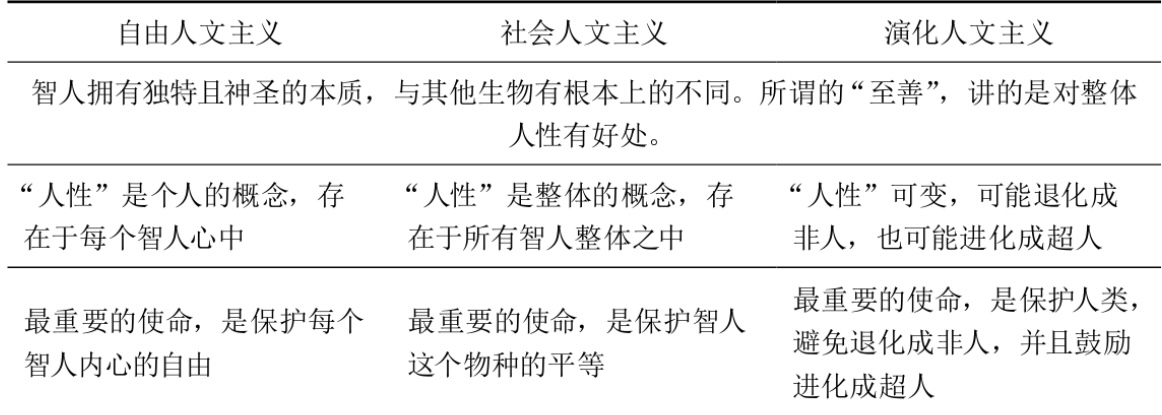 自由人文主义 社会人文主义 演化人文主义
智人拥有独特且神圣的本质，与其他生物有根本上的不同。所谓的“至善”，讲的是对整体
人性有好处。
“人性”是个人的概念，存
在于每个智人心中
“人性”是整体的概念，存
在于所有智人整体之中
“人性”可变，可能退化成
非人，也可能进化成超人
最重要的使命，是保护每个
智人内心的自由
最重要的使命，是保护智人
这个物种的平等
最重要的使命，是保护人类，
避免退化成非人，并且鼓励
进化成超人